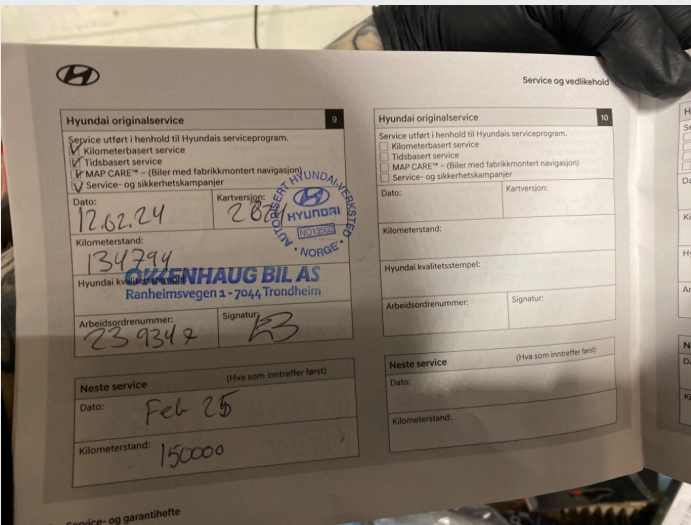 Service og vedlikehold
Hyundai originalservice 9
Service utført i henhold til Hyundais serviceprogram.
Kilometerbasert service
Tidsbasert service
MAP CARE™ – (Biler med fabrikkmontert navigasjon)
Service- og sikkerhetskampanjer
Dato:
12.02.24
Kartversjon:
AUTORISERT HYUNDAI-VERKSTED
HYUNDAI
NORGE
Kilometerstand:
134794
Hyundai
BIL AS
Ranheimsvegen 1 - 7044 Trondheim
Arbeidsordrenummer:
Signatur:
Neste service (Hva som inntreffer først)
Dato:
Feb 25
Kilometerstand:
150000
Service- og garantihefte
Hyundai originalservice 10
Service utført i henhold til Hyundais serviceprogram.
Kilometerbasert service
Tidsbasert service
MAP CARE™ – (Biler med fabrikkmontert navigasjon)
Service- og sikkerhetskampanjer
Dato:
Kartversjon:
Kilometerstand:
Hyundai kvalitetsstempel:
Arbeidsordrenummer:
Signatur:
Neste service (Hva som inntreffer først)
Dato:
Kilometerstand: